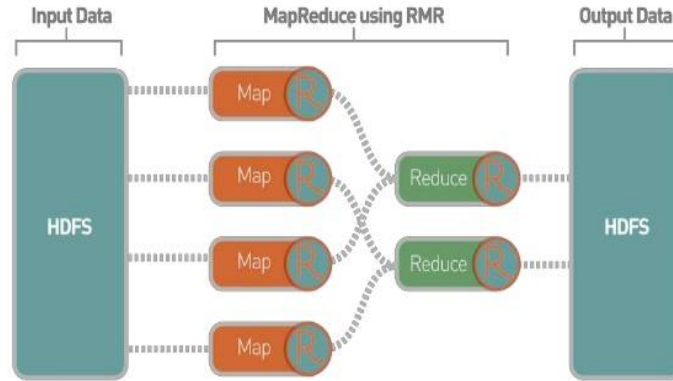 Input Data
MapReduce using RMR
Output Data
HDFS
Map R
Map R
Map R
Map R
Reduce R
Reduce R
HDFS